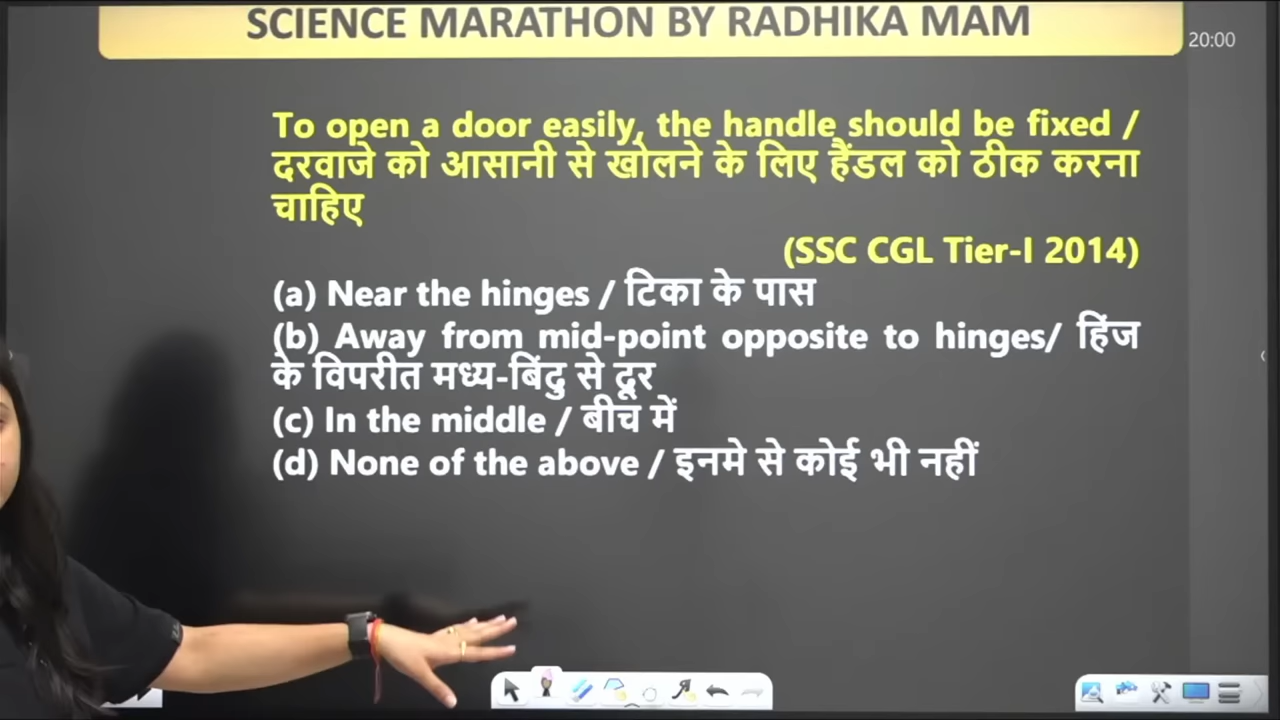 SCIENCE MARATHON BY RADHIKA MAM
20:00
To open a door easily, the handle should be fixed /
दरवाजे को आसानी से खोलने के लिए हैंडल को ठीक करना
चाहिए
(SSC CGL Tier-I 2014)
(a) Near the hinges / टिका के पास
(b) Away from mid-point opposite to hinges/ हिंज
के विपरीत मध्य-बिंदु से दूर
(c) In the middle / बीच में
(d) None of the above / इनमे से कोई भी नहीं